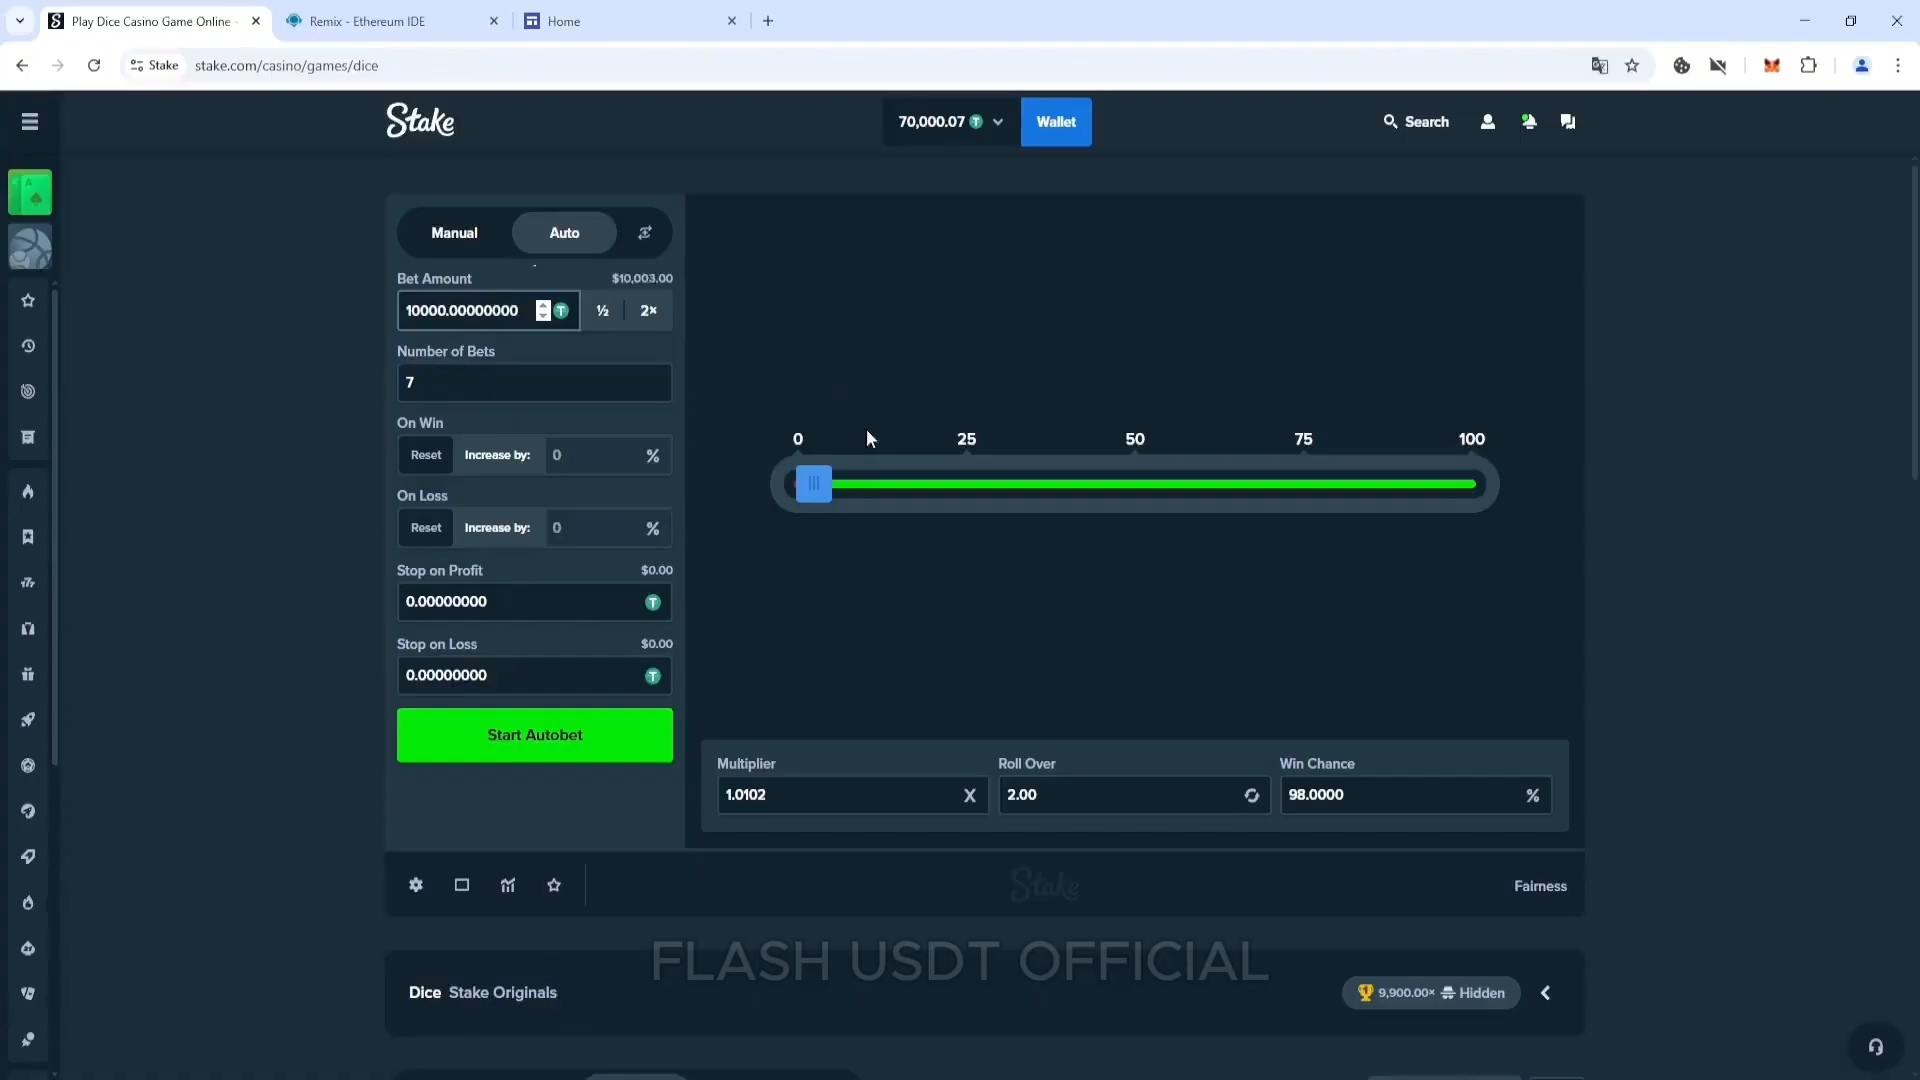 Play Dice Casino Game Online -
Remix - Ethereum IDE
Home
Stake
stake.com/casino/games/dice
Stake
70,000.07
Wallet
Search
Manual
Auto
Bet Amount
$10,003.00
10000.00000000
½
2×
Number of Bets
7
On Win
Reset
Increase by:
0
%
On Loss
Reset
Increase by:
0
%
Stop on Profit
$0.00
0.00000000
Stop on Loss
$0.00
0.00000000
Start Autobet
0
25
50
75
100
Multiplier
1.0102
Roll Over
2.00
Win Chance
98.0000
%
Stake
Fairness
FLASH USDT OFFICIAL
Dice Stake Originals
9,900.00×
Hidden